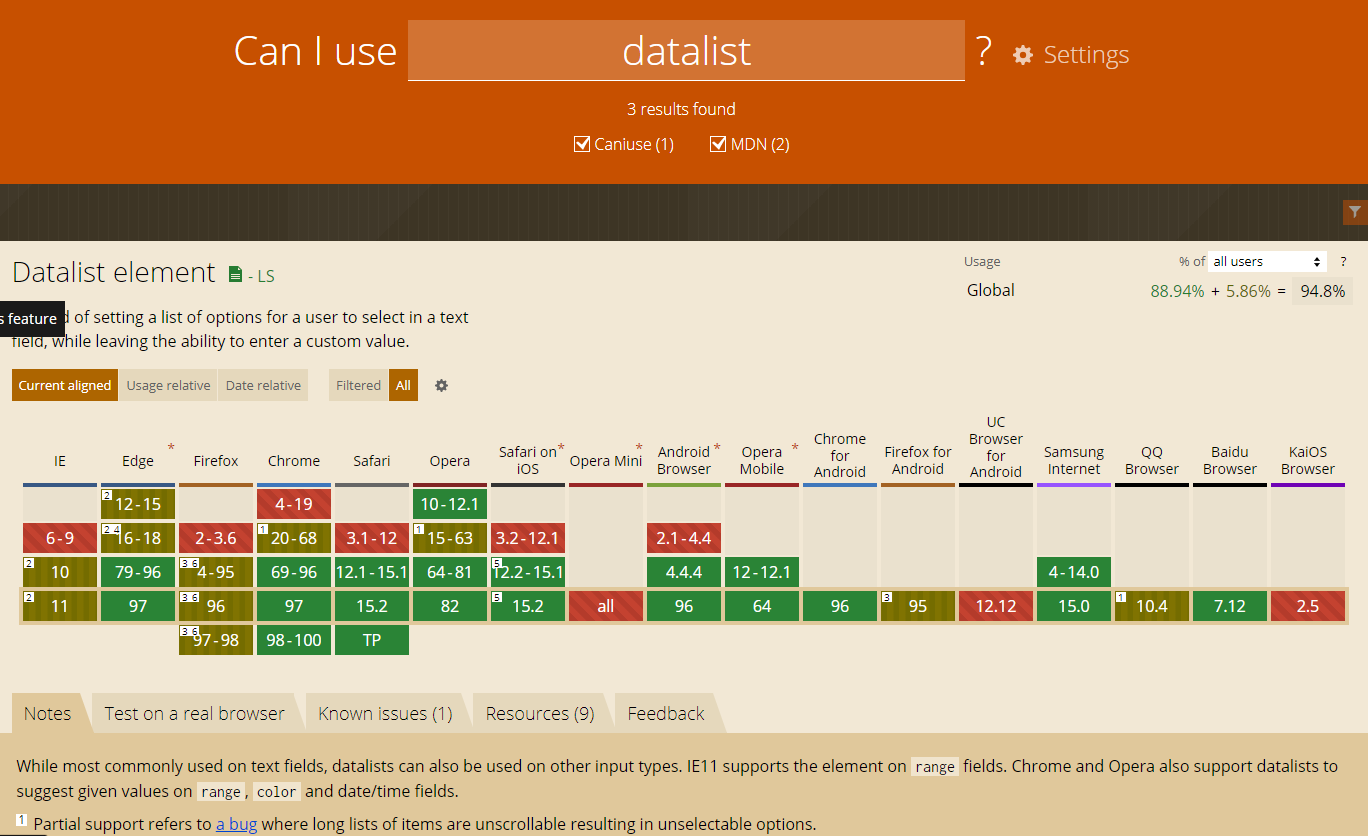 Can I use datalist ? Settings
3 results found
Caniuse (1) MDN (2)
Datalist element - LS
Usage % of all users ?
Global 88.94% + 5.86% = 94.8%
s feature
d of setting a list of options for a user to select in a text
field, while leaving the ability to enter a custom value.
Current aligned Usage relative Date relative Filtered All
IE Edge * Firefox Chrome Safari Opera Safari on iOS * Opera Mini * Android Browser * Opera Mobile * Chrome for Android Firefox for Android UC Browser for Android Samsung Internet QQ Browser Baidu Browser KaiOS Browser
2 12-15 4-19 10-12.1
6-9 2 4 16-18 2-3.6 1 20-68 3.1-12 1 15-63 3.2-12.1 2.1-4.4
2 10 79-96 3 6 4-95 69-96 12.1-15.1 64-81 5 12.2-15.1 4.4.4 12-12.1 4-14.0
2 11 97 3 6 96 97 15.2 82 5 15.2 all 96 64 96 3 95 12.12 15.0 1 10.4 7.12 2.5
3 6 97-98 98-100 TP
Notes Test on a real browser Known issues (1) Resources (9) Feedback
While most commonly used on text fields, datalists can also be used on other input types. IE11 supports the element on range fields. Chrome and Opera also support datalists to
suggest given values on range, color and date/time fields.
1 Partial support refers to a bug where long lists of items are unscrollable resulting in unselectable options.